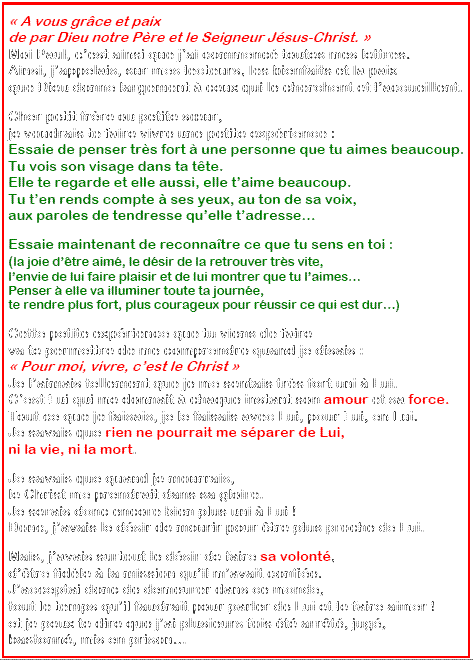 « A vous grâce et paix
de par Dieu notre Père et le Seigneur Jésus-Christ. »
Moi Paul, c'est ainsi que j'ai commencé toutes mes lettres.
Ainsi, j'appelais, sur mes lecteurs, les bienfaits et la paix
que Dieu donne largement à ceux qui le cherchent et l'accueillent.
Cher petit frère ou petite sœur,
je voudrais te faire vivre une petite expérience :
Essaie de penser très fort à une personne que tu aimes beaucoup.
Tu vois son visage dans ta tête.
Elle te regarde et elle aussi, elle t'aime beaucoup.
Tu t'en rends compte à ses yeux, au ton de sa voix,
aux paroles de tendresse qu'elle t'adresse...
Essaie maintenant de reconnaître ce que tu sens en toi :
(la joie d'être aimé, le désir de la retrouver très vite,
l'envie de lui faire plaisir et de lui montrer que tu l'aimes...
Penser à elle va illuminer toute ta journée,
te rendre plus fort, plus courageux pour réussir ce qui est dur...)
Cette petite expérience que tu viens de faire
va te permettre de me comprendre quand je disais :
« Pour moi, vivre, c'est le Christ »
Je l'aimais tellement que je me sentais très fort uni à Lui.
C'est Lui qui me donnait à chaque instant son amour et sa force.
Tout ce que je faisais, je le faisais avec Lui, pour Lui, en Lui.
Je savais que rien ne pourrait me séparer de Lui,
ni la vie, ni la mort.
Je savais que quand je mourrais,
le Christ me prendrait dans sa gloire.
Je serais donc encore bien plus uni à Lui !
Donc, j'avais le désir de mourir pour être plus proche de Lui.
Mais, j'avais surtout le désir de faire sa volonté,
d'être fidèle à la mission qu'il m'avait confiée.
J'acceptai donc de demeurer dans ce monde,
tout le temps qu'il faudrait pour parler de Lui et le faire aimer !
et je peux te dire que j'ai plusieurs fois été arrêté, jugé,
bastonné, mis en prison...